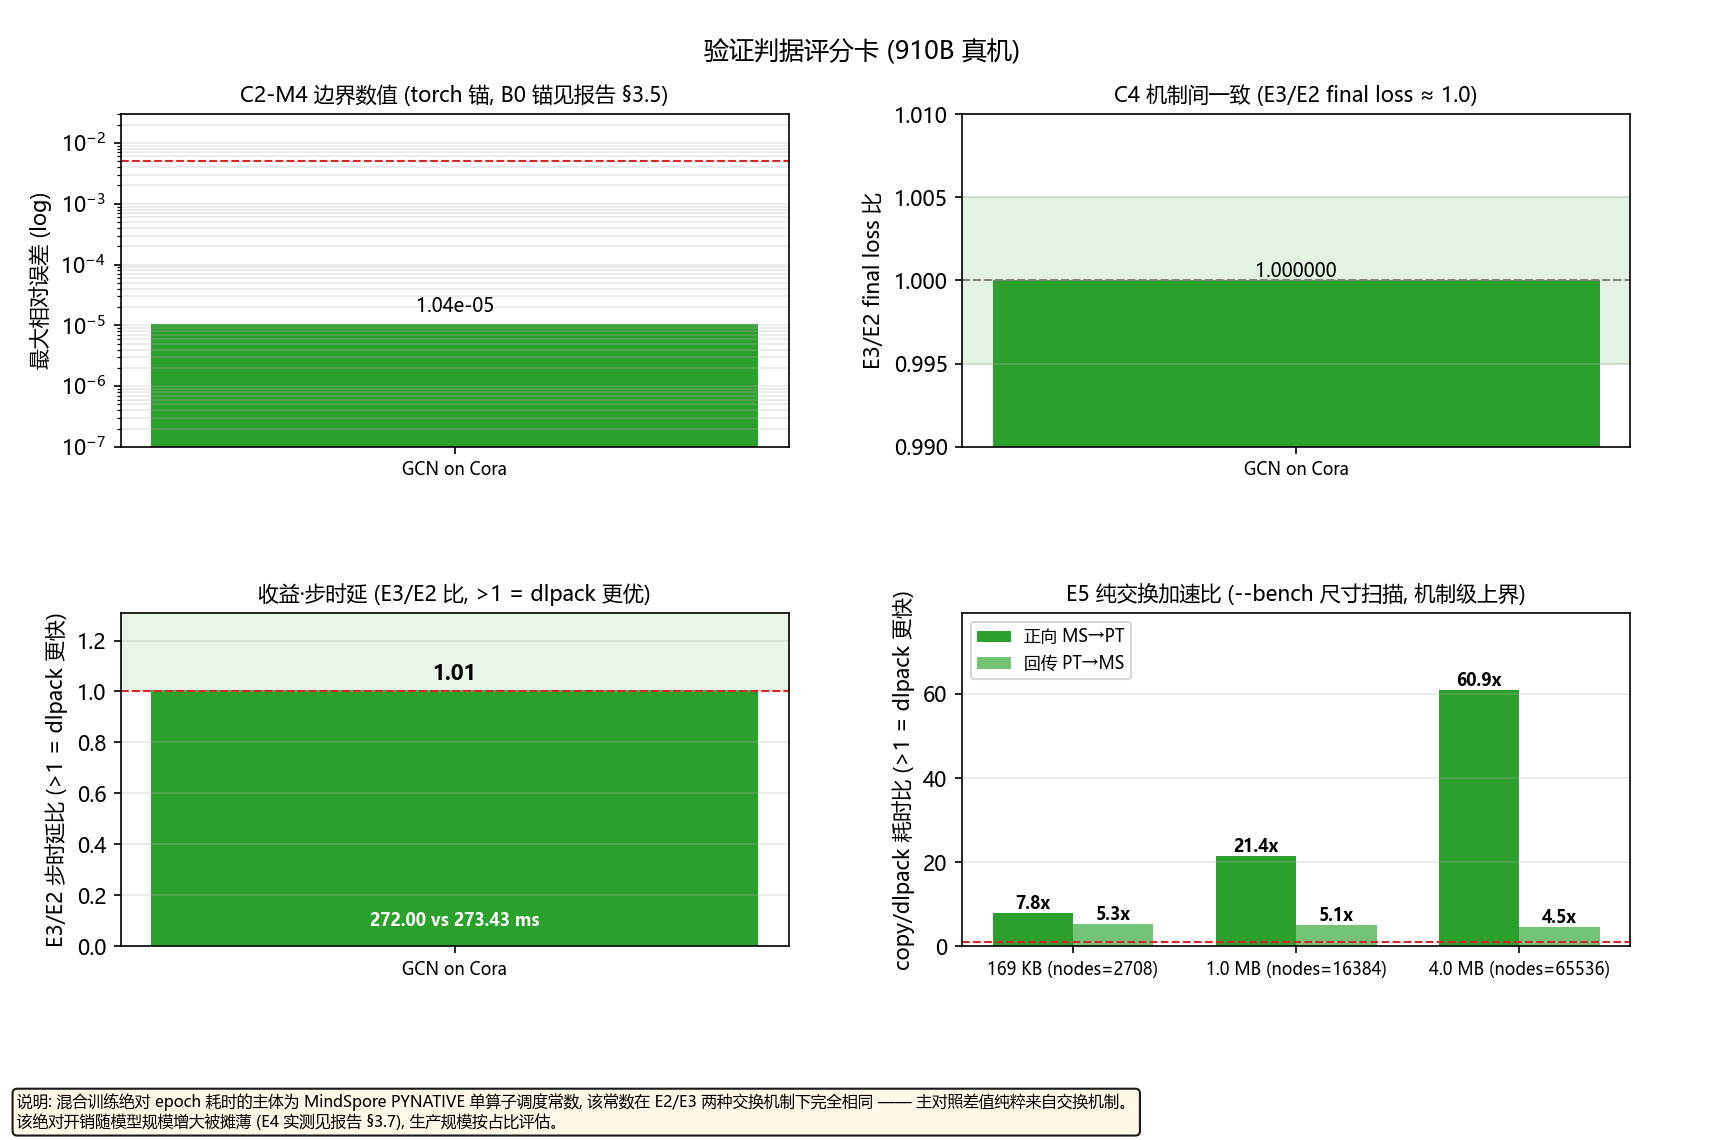 验证判据评分卡 (910B 真机)
C2-M4 边界数值 (torch 锚, B0 锚见报告 §3.5)
最大相对误差 (log)
10⁻²
10⁻³
10⁻⁴
10⁻⁵
10⁻⁶
10⁻⁷
1.04e-05
GCN on Cora
C4 机制间一致 (E3/E2 final loss ≈ 1.0)
E3/E2 final loss 比
1.010
1.005
1.000
0.995
0.990
1.000000
GCN on Cora
收益·步时延 (E3/E2 比, >1 = dlpack 更优)
E3/E2 步时延比 (>1 = dlpack 更快)
1.2
1.0
0.8
0.6
0.4
0.2
0.0
1.01
272.00 vs 273.43 ms
GCN on Cora
E5 纯交换加速比 (--bench 尺寸扫描, 机制级上界)
copy/dlpack 耗时比 (>1 = dlpack 更快)
60
40
20
0
正向 MS→PT
回传 PT→MS
7.8x
5.3x
21.4x
5.1x
60.9x
4.5x
169 KB (nodes=2708)
1.0 MB (nodes=16384)
4.0 MB (nodes=65536)
说明: 混合训练绝对 epoch 耗时的主体为 MindSpore PYNATIVE 单算子调度常数, 该常数在 E2/E3 两种交换机制下完全相同 —— 主对照差值纯粹来自交换机制。
该绝对开销随模型规模增大被摊薄 (E4 实测见报告 §3.7), 生产规模按占比评估。